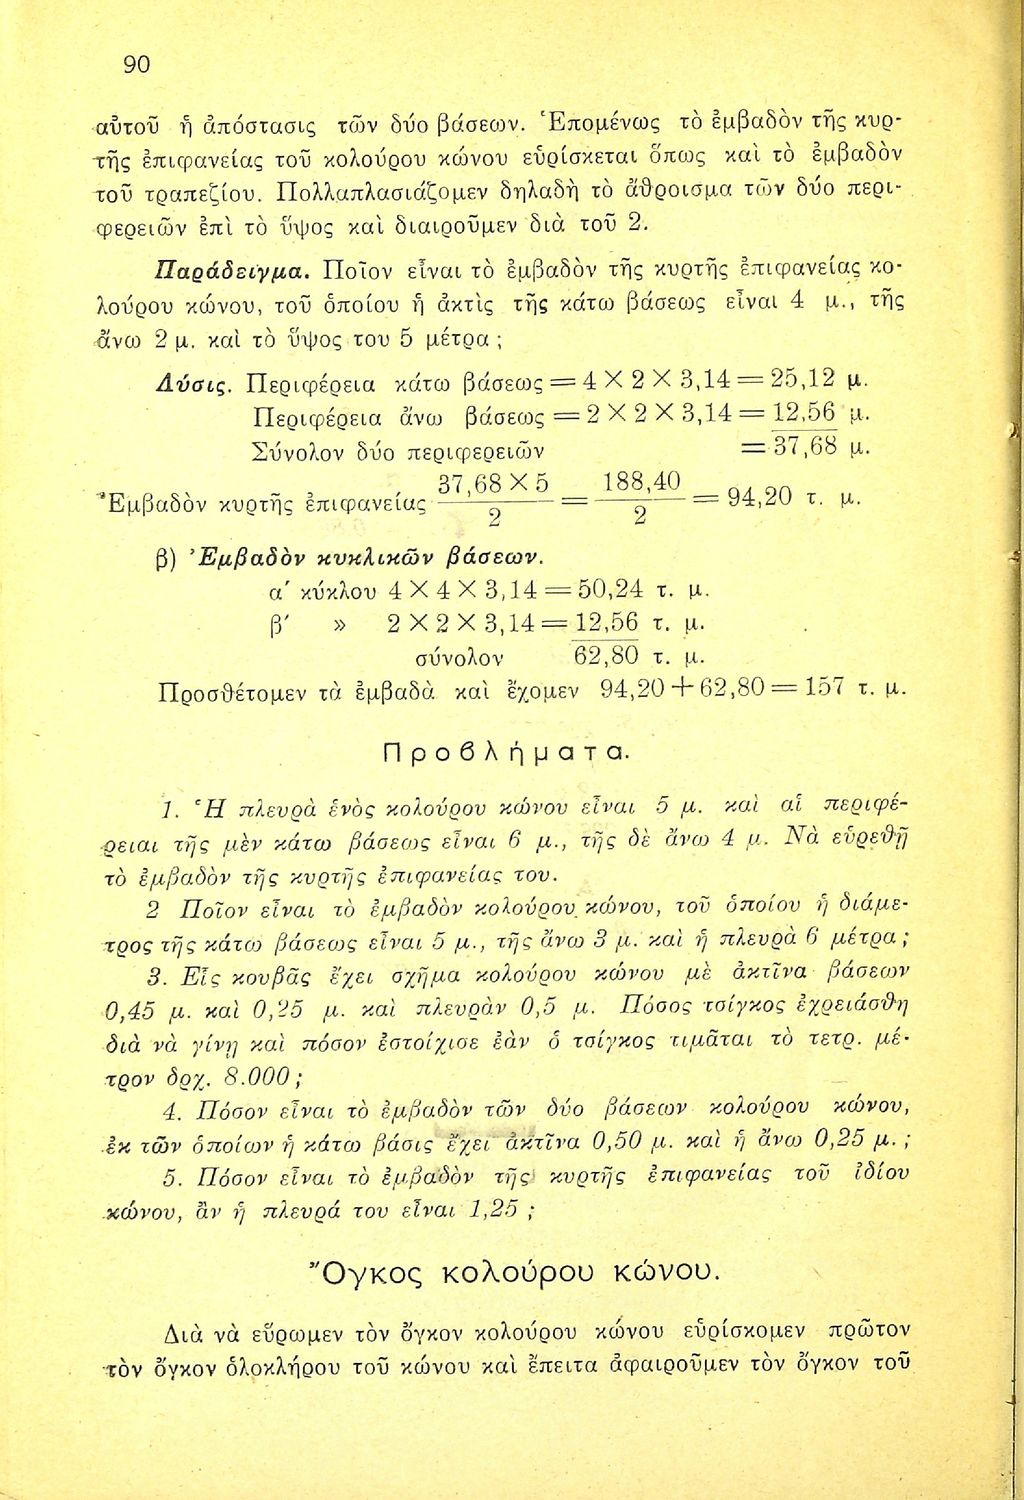 90
αὐτοῦ ἡ ἀπόστασις τῶν δύο βάσεων. Ἑπομένως τὸ ἐμβαδὸν τῆς κυρ-
τῆς ἐπιφανείας τοῦ κολούρου κώνου εὑρίσκεται ὅπως καὶ τὸ ἐμβαδὸν
τοῦ τραπεζίου. Πολλαπλασιάζομεν δηλαδὴ τὸ ἄθροισμα τῶν δύο περι-
φερειῶν ἐπὶ τὸ ὕψος καὶ διαιροῦμεν διὰ τοῦ 2.
Παράδειγμα. Ποῖον εἶναι τὸ ἐμβαδὸν τῆς κυρτῆς ἐπιφανείας κο-
λούρου κώνου, τοῦ ὁποίου ἡ ἀκτὶς τῆς κάτω βάσεως εἶναι 4 μ., τῆς
ἄνω 2 μ. καὶ τὸ ὕψος του 5 μέτρα ;
Λύσις. Περιφέρεια κάτω βάσεως = 4 Χ 2 Χ 3,14 = 25,12 μ.
Περιφέρεια ἄνω βάσεως = 2 Χ 2 Χ 3,14 = 12,56 μ.
Σύνολον δύο περιφερειῶν = 37,68 μ.
Ἐμβαδὸν κυρτῆς ἐπιφανείας 37,68 Χ 5 / 2 = 188,40 / 2 = 94,20 τ. μ.
β) Ἐμβαδὸν κυκλικῶν βάσεων.
α' κύκλου 4 Χ 4 Χ 3,14 = 50,24 τ. μ.
β' » 2 Χ 2 Χ 3,14 = 12,56 τ. μ.
σύνολον 62,80 τ. μ.
Προσθέτομεν τὰ ἐμβαδὰ καὶ ἔχομεν 94,20 + 62,80 = 157 τ. μ.
Προβλήματα.
1. Ἡ πλευρὰ ἑνὸς κολούρου κώνου εἶναι 5 μ. καὶ αἱ περιφέ-
ρειαι τῆς μὲν κάτω βάσεως εἶναι 6 μ., τῆς δὲ ἄνω 4 μ. Νὰ εὑρεθῇ
τὸ ἐμβαδὸν τῆς κυρτῆς ἐπιφανείας του.
2 Ποῖον εἶναι τὸ ἐμβαδὸν κολούρου κώνου, τοῦ ὁποίου ἡ διάμε-
τρος τῆς κάτω βάσεως εἶναι 5 μ., τῆς ἄνω 3 μ. καὶ ἡ πλευρὰ 6 μέτρα ;
3. Εἷς κουβᾶς ἔχει σχῆμα κολούρου κώνου μὲ ἀκτῖνα βάσεων
0,45 μ. καὶ 0,25 μ. καὶ πλευρὰν 0,5 μ. Πόσος τσίγκος ἐχρειάσθη
διὰ νὰ γίνῃ καὶ πόσον ἐστοίχισε ἐὰν ὁ τσίγκος τιμᾶται τὸ τετρ. μέ-
τρον δρχ. 8.000 ;
4. Πόσον εἶναι τὸ ἐμβαδὸν τῶν δύο βάσεων κολούρου κώνου,
ἐκ τῶν ὁποίων ἡ κάτω βάσις ἔχει ἀκτῖνα 0,50 μ. καὶ ἡ ἄνω 0,25 μ. ;
5. Πόσον εἶναι τὸ ἐμβαδὸν τῆς κυρτῆς ἐπιφανείας τοῦ ἰδίου
κώνου, ἂν ἡ πλευρά του εἶναι 1,25 ;
Ὄγκος κολούρου κώνου.
Διὰ νὰ εὕρωμεν τὸν ὄγκον κολούρου κώνου εὑρίσκομεν πρῶτον
τὸν ὄγκον ὁλοκλήρου τοῦ κώνου καὶ ἔπειτα ἀφαιροῦμεν τὸν ὄγκον τοῦ